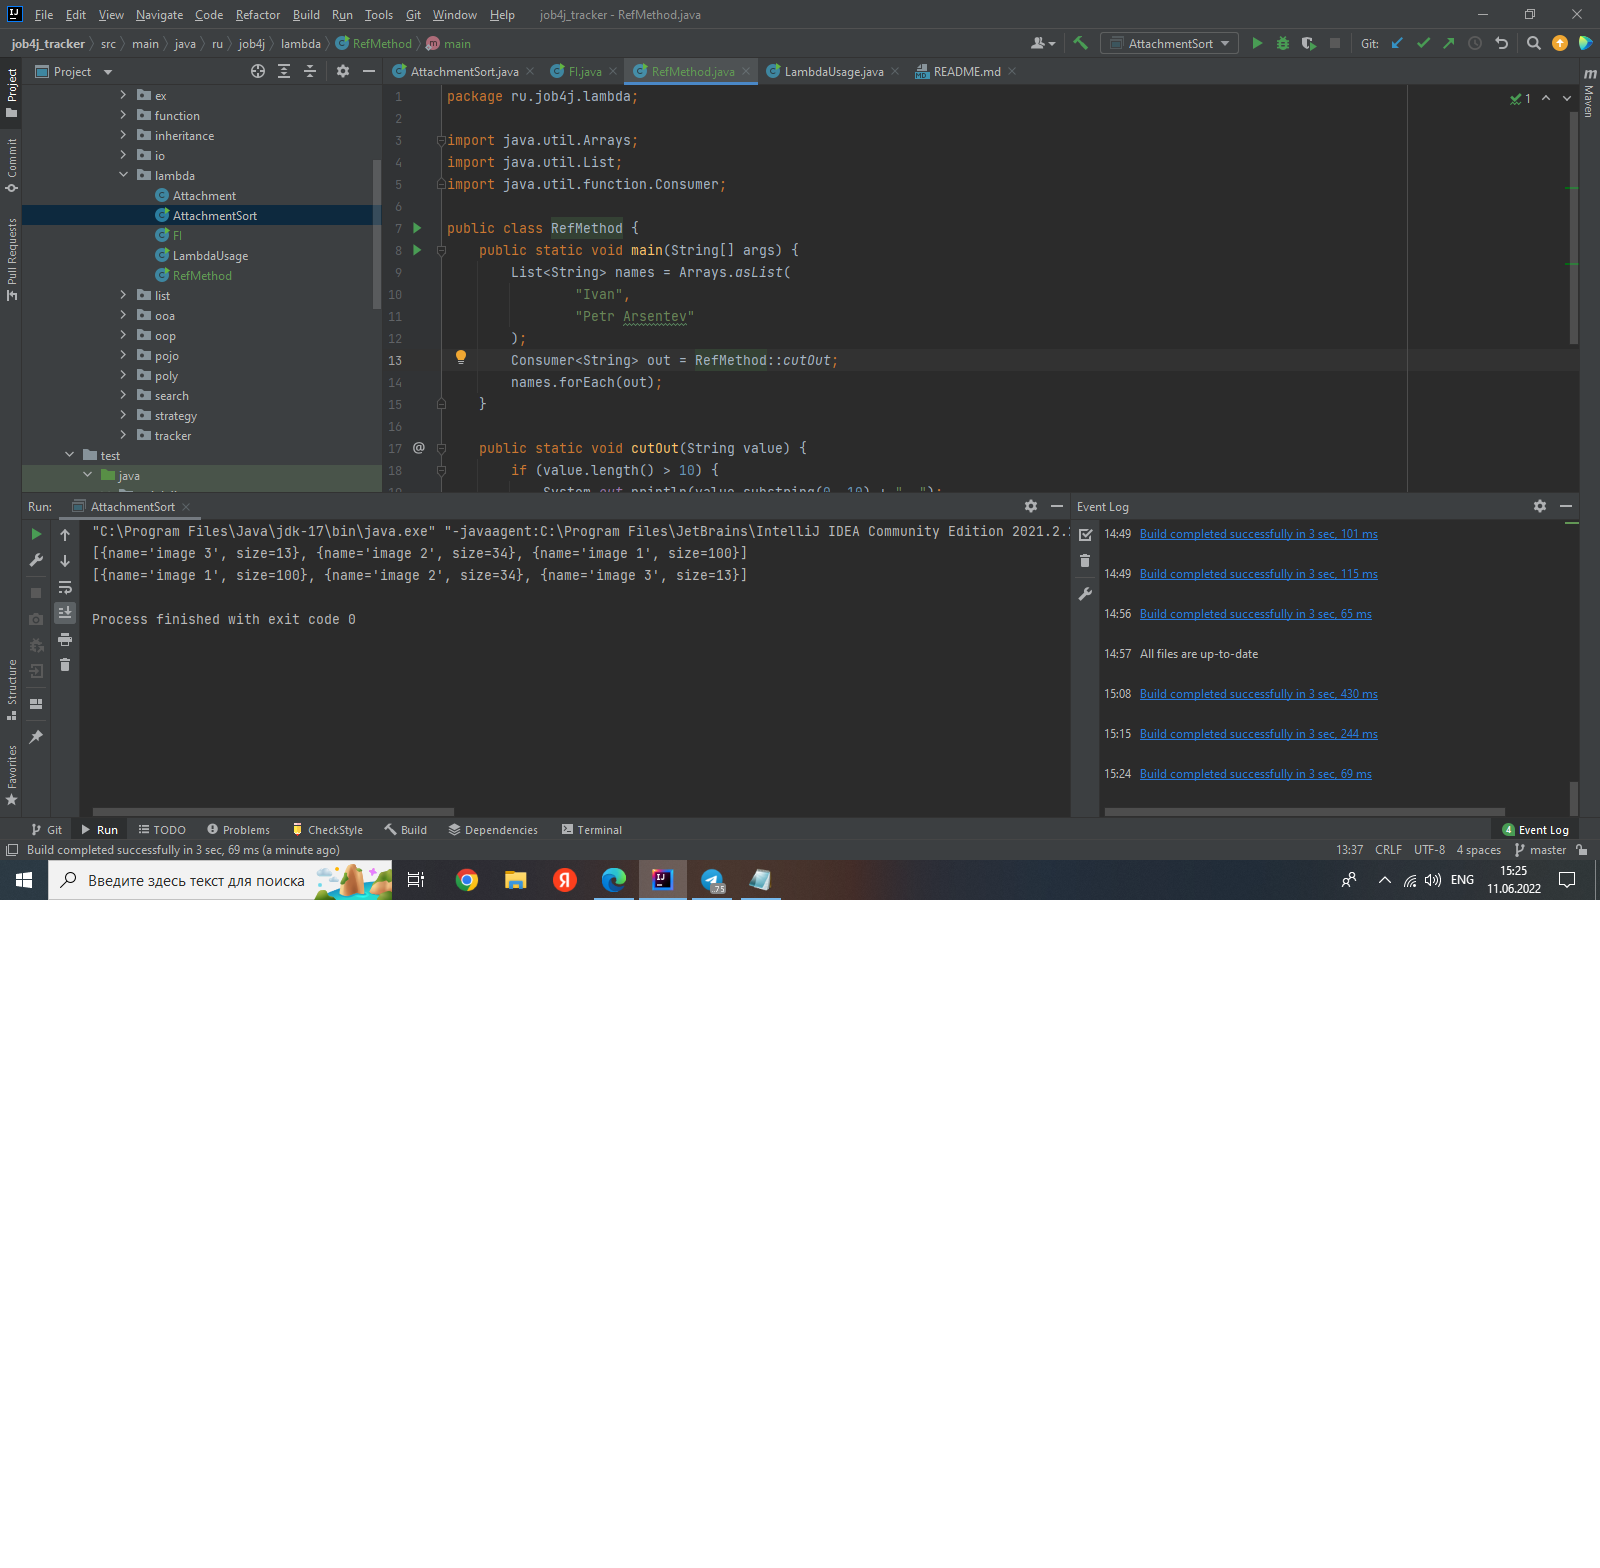 File Edit View Navigate Code Refactor Build Run Tools Git Window Help job4j_tracker - RefMethod.java
job4j_tracker src main java ru job4j lambda RefMethod main
AttachmentSort Git:
Project
AttachmentSort.java FI.java RefMethod.java LambdaUsage.java README.md
Project
Commit
Pull Requests
Structure
Favorites
Maven
ex
function
inheritance
io
lambda
Attachment
AttachmentSort
FI
LambdaUsage
RefMethod
list
ooa
oop
pojo
poly
search
strategy
tracker
test
java
1 package ru.job4j.lambda;
2
3 import java.util.Arrays;
4 import java.util.List;
5 import java.util.function.Consumer;
6
7 public class RefMethod {
8 public static void main(String[] args) {
9 List<String> names = Arrays.asList(
10 "Ivan",
11 "Petr Arsentev"
12 );
13 Consumer<String> out = RefMethod::cutOut;
14 names.forEach(out);
15 }
16
17 @ public static void cutOut(String value) {
18 if (value.length() > 10) {
1
Run: AttachmentSort
"C:\Program Files\Java\jdk-17\bin\java.exe" "-javaagent:C:\Program Files\JetBrains\IntelliJ IDEA Community Edition 2021.2.
[{name='image 3', size=13}, {name='image 2', size=34}, {name='image 1', size=100}]
[{name='image 1', size=100}, {name='image 2', size=34}, {name='image 3', size=13}]
Process finished with exit code 0
Event Log
14:49 Build completed successfully in 3 sec, 101 ms
14:49 Build completed successfully in 3 sec, 115 ms
14:56 Build completed successfully in 3 sec, 65 ms
14:57 All files are up-to-date
15:08 Build completed successfully in 3 sec, 430 ms
15:15 Build completed successfully in 3 sec, 244 ms
15:24 Build completed successfully in 3 sec, 69 ms
Git Run TODO Problems CheckStyle Build Dependencies Terminal 4 Event Log
Build completed successfully in 3 sec, 69 ms (a minute ago) 13:37 CRLF UTF-8 4 spaces master
Введите здесь текст для поиска
ENG
15:25
11.06.2022